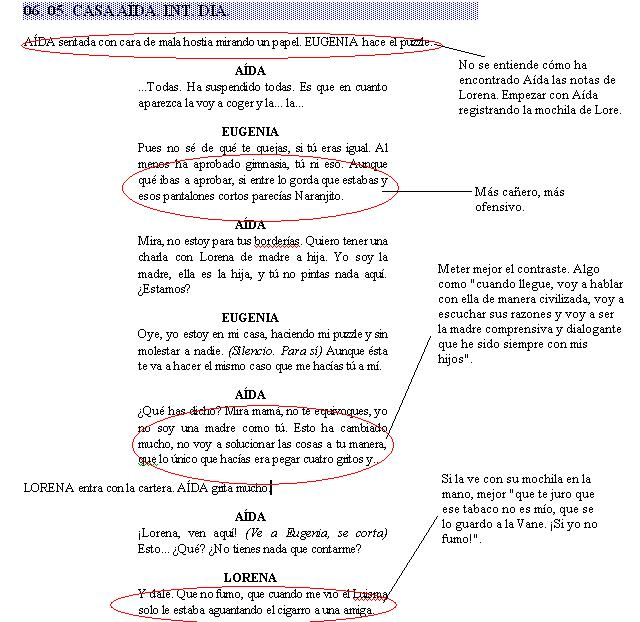 06. 05. CASA AÍDA. INT. DÍA
AÍDA sentada con cara de mala hostia mirando un papel. EUGENIA hace el puzzle.
No se entiende cómo ha
encontrado Aída las notas de
Lorena. Empezar con Aída
registrando la mochila de Lore.
AÍDA
...Todas. Ha suspendido todas. Es que en cuanto
aparezca la voy a coger y la... la...
EUGENIA
Pues no sé de qué te quejas, si tú eras igual. Al
menos ha aprobado gimnasia, tú ni eso. Aunque
qué ibas a aprobar, si entre lo gorda que estabas y
esos pantalones cortos parecías Naranjito.
Más cañero, más
ofensivo.
AÍDA
Mira, no estoy para tus borderías. Quiero tener una
charla con Lorena de madre a hija. Yo soy la
madre, ella es la hija, y tú no pintas nada aquí.
¿Estamos?
Meter mejor el contraste. Algo
como "cuando llegue, voy a hablar
con ella de manera civilizada, voy a
escuchar sus razones y voy a ser
la madre comprensiva y dialogante
que he sido siempre con mis
hijos".
EUGENIA
Oye, yo estoy en mi casa, haciendo mi puzzle y sin
molestar a nadie. (Silencio. Para sí) Aunque ésta
te va a hacer el mismo caso que me hacías tú a mí.
AÍDA
¿Qué has dicho? Mira mamá, no te equivoques, yo
no soy una madre como tú. Esto ha cambiado
mucho, no voy a solucionar las cosas a tu manera,
que lo único que hacías era pegar cuatro gritos y...
LORENA entra con la cartera. AÍDA grita mucho.
Si la ve con su mochila en la
mano, mejor "que te juro que
ese tabaco no es mío, que se
lo guardo a la Vane. ¡Si yo no
fumo!".
AÍDA
¡Lorena, ven aquí! (Ve a Eugenia, se corta)
Esto... ¿Qué? ¿No tienes nada que contarme?
LORENA
Y dale. Que no fumo, que cuando me vio el Luisma
solo le estaba aguantando el cigarro a una amiga.